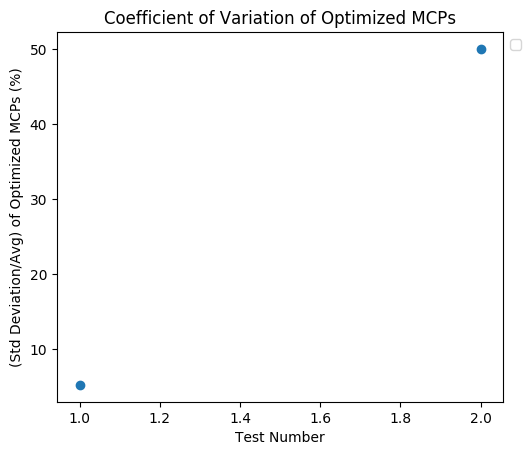 Coefficient of Variation of Optimized MCPs
50
40
30
20
10
(Std Deviation/Avg) of Optimized MCPs (%)
1.0 1.2 1.4 1.6 1.8 2.0
Test Number